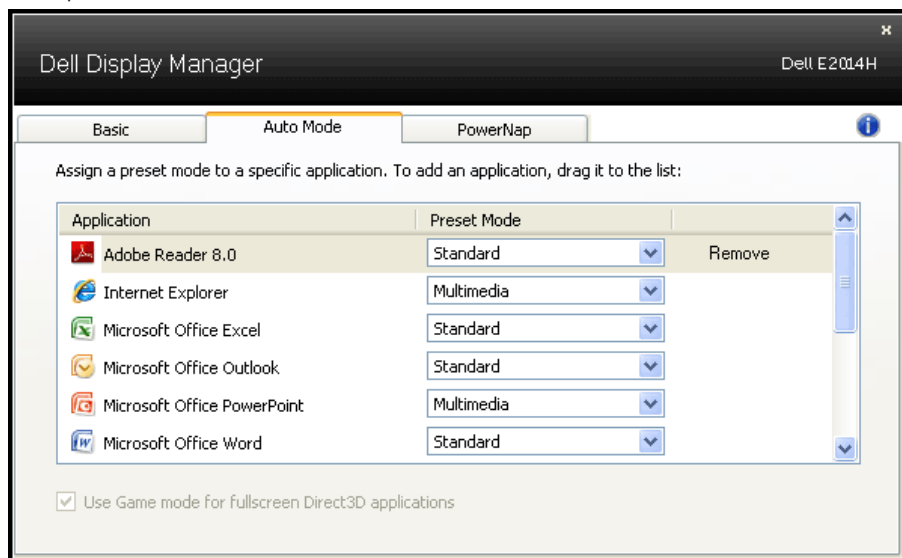 Dell Display Manager
Dell E2014H
Basic
Auto Mode
PowerNap
Assign a preset mode to a specific application. To add an application, drag it to the list:
Application Preset Mode
Adobe Reader 8.0 Standard Remove
Internet Explorer Multimedia
Microsoft Office Excel Standard
Microsoft Office Outlook Standard
Microsoft Office PowerPoint Multimedia
Microsoft Office Word Standard
Use Game mode for fullscreen Direct3D applications